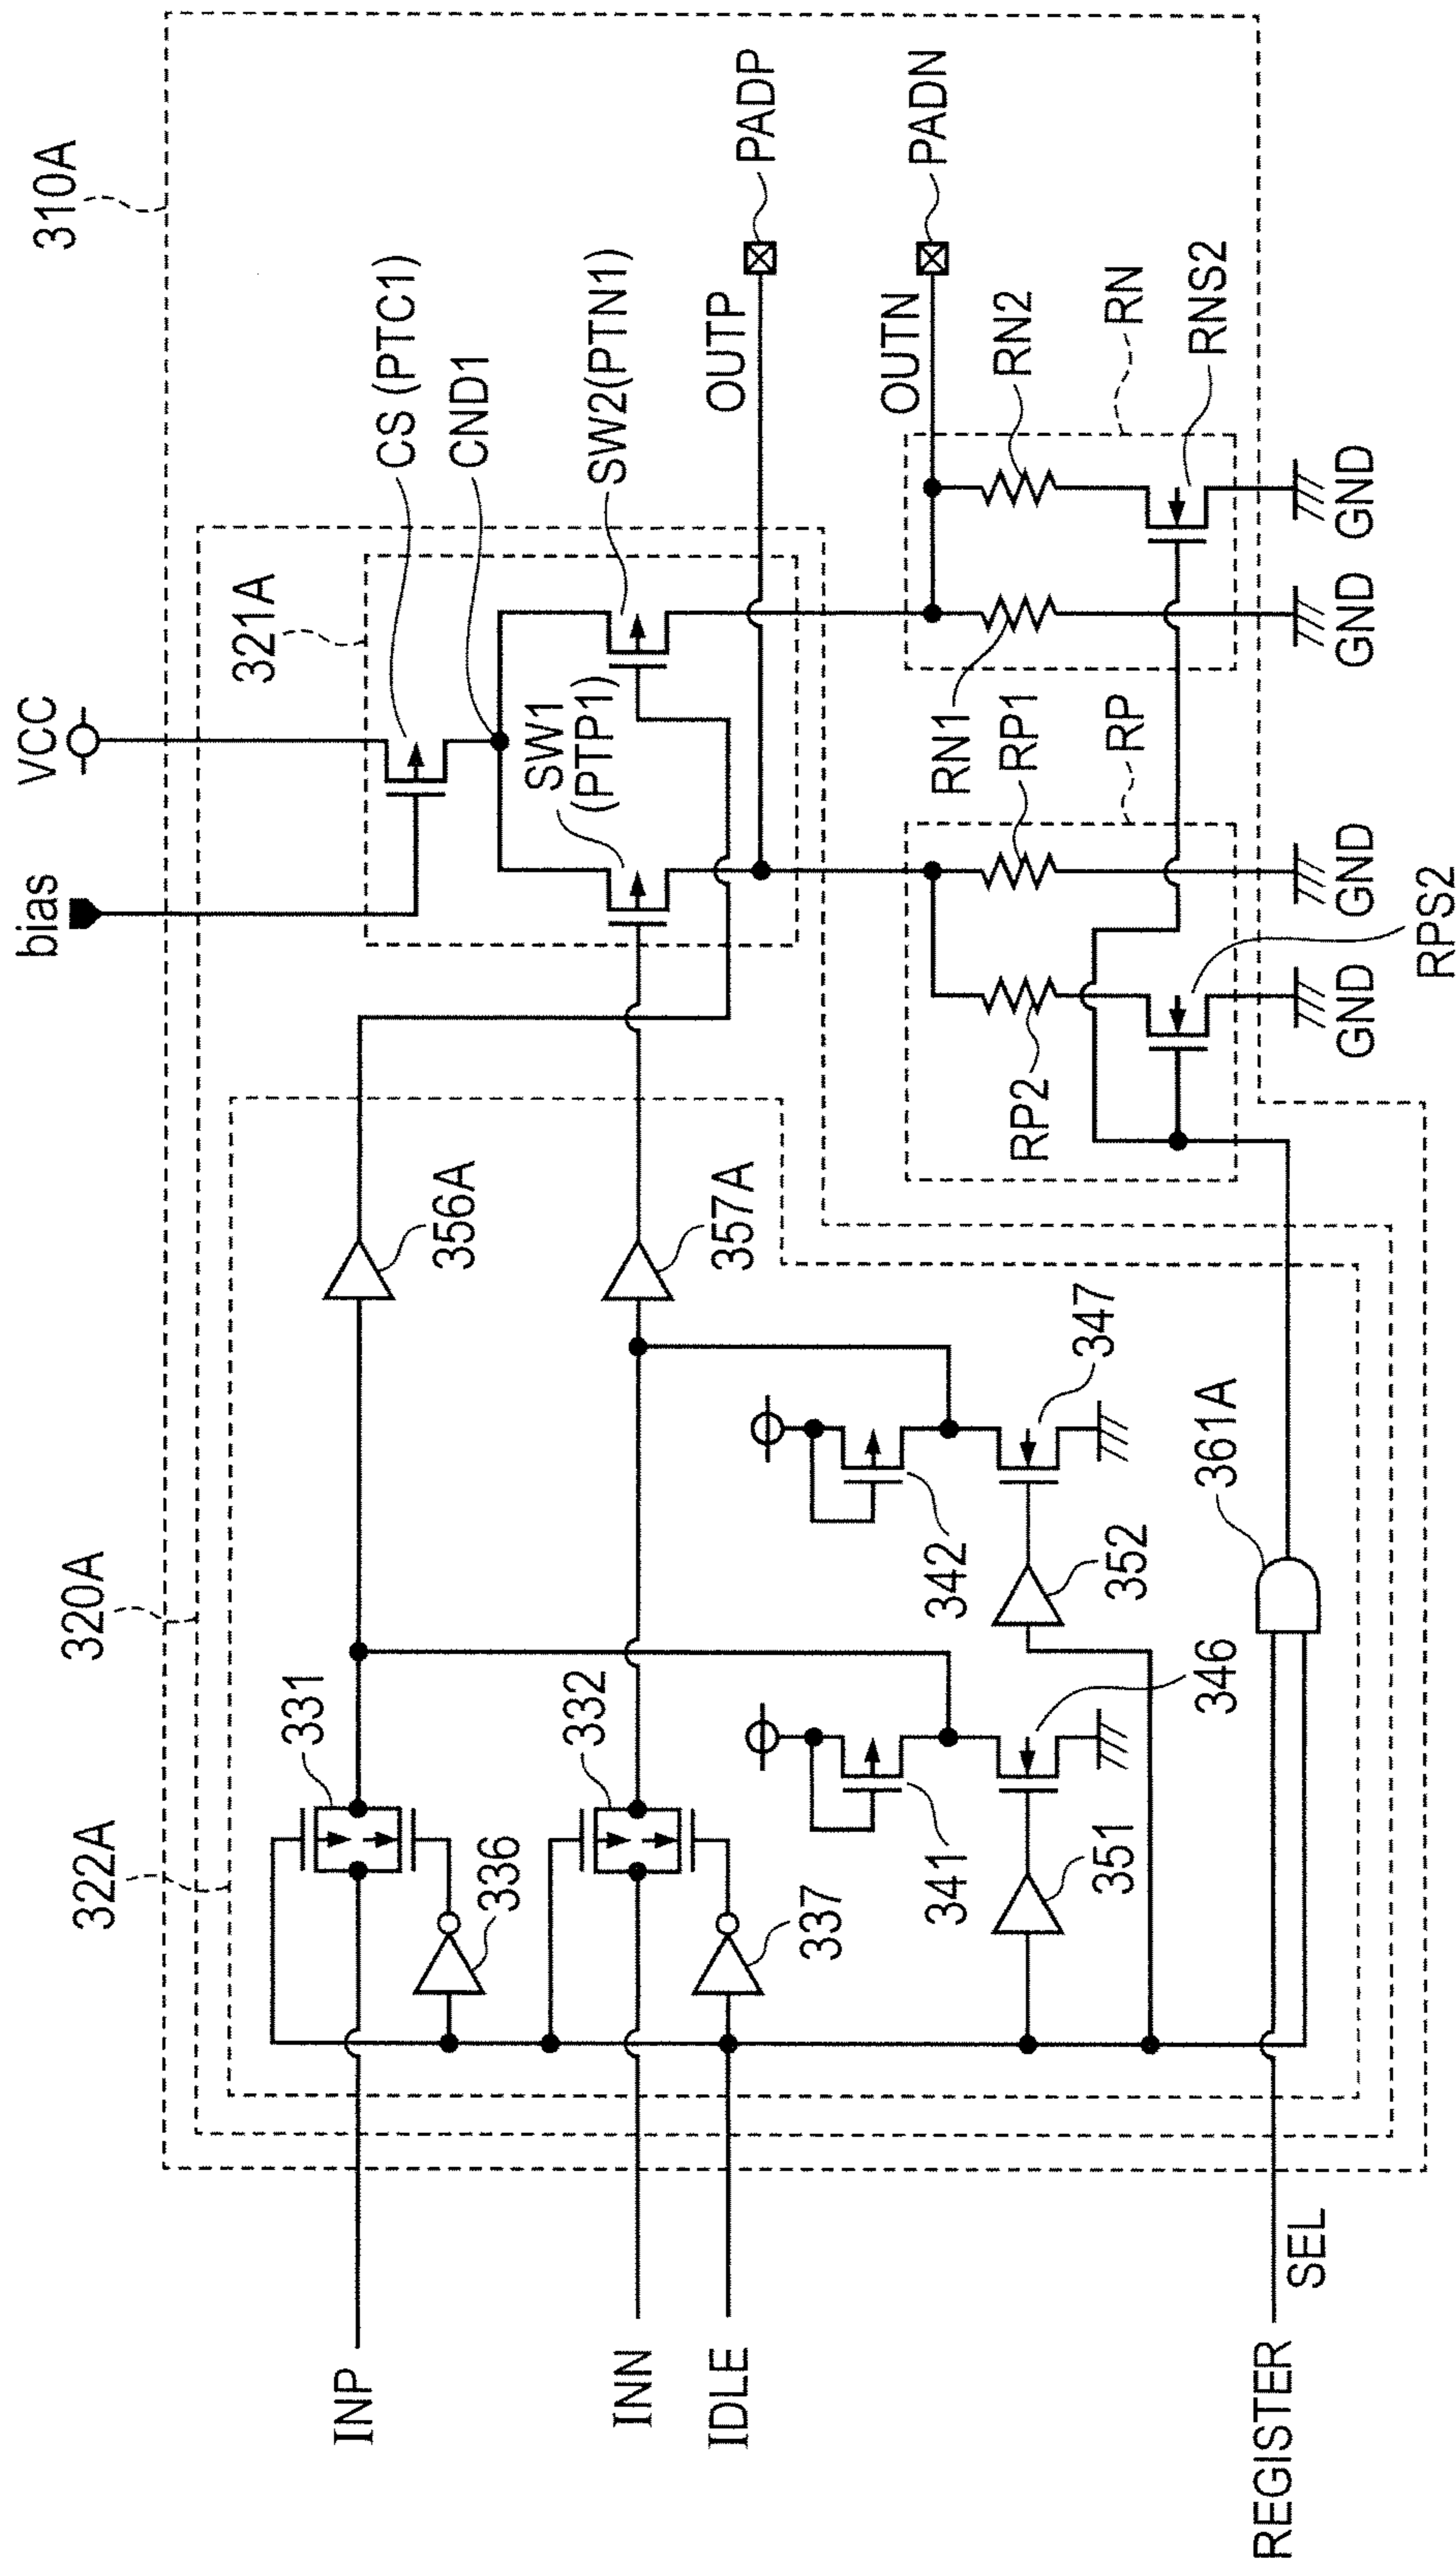 310A
VCC
bias
321A
CS (PTC1)
CND1
SW2(PTN1)
SW1
(PTP1)
OUTP
PADP
OUTN
PADN
RN2
RN
RNS2
RN1
RP1
RP
RP2
RPS2
GND
GND
GND
GND
320A
322A
356A
357A
331
332
336
337
342
347
352
341
346
351
361A
INP
INN
IDLE
REGISTER
SEL